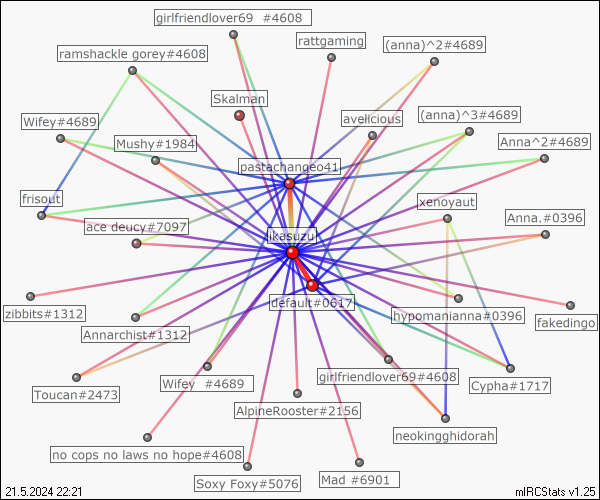 girlfriendlover69 #4608
rattgaming
(anna)^2#4689
ramshackle gorey#4608
Skalman
avelicious
(anna)^3#4689
Wifey#4689
Mushy#1984
Anna^2#4689
pastachangeo41
frisout
xenoyaut
ace deucy#7097
Anna.#0396
ikasuzuk
default#0617
zibbits#1312
Annarchist#1312
hypomanianna#0396
fakedingo
Toucan#2473
Wifey #4689
girlfriendlover69#4608
Cypha#1717
AlpineRooster#2156
neokingghidorah
no cops no laws no hope#4608
Soxy Foxy#5076
Mad #6901
21.5.2024 22:21
mIRCStats v1.25